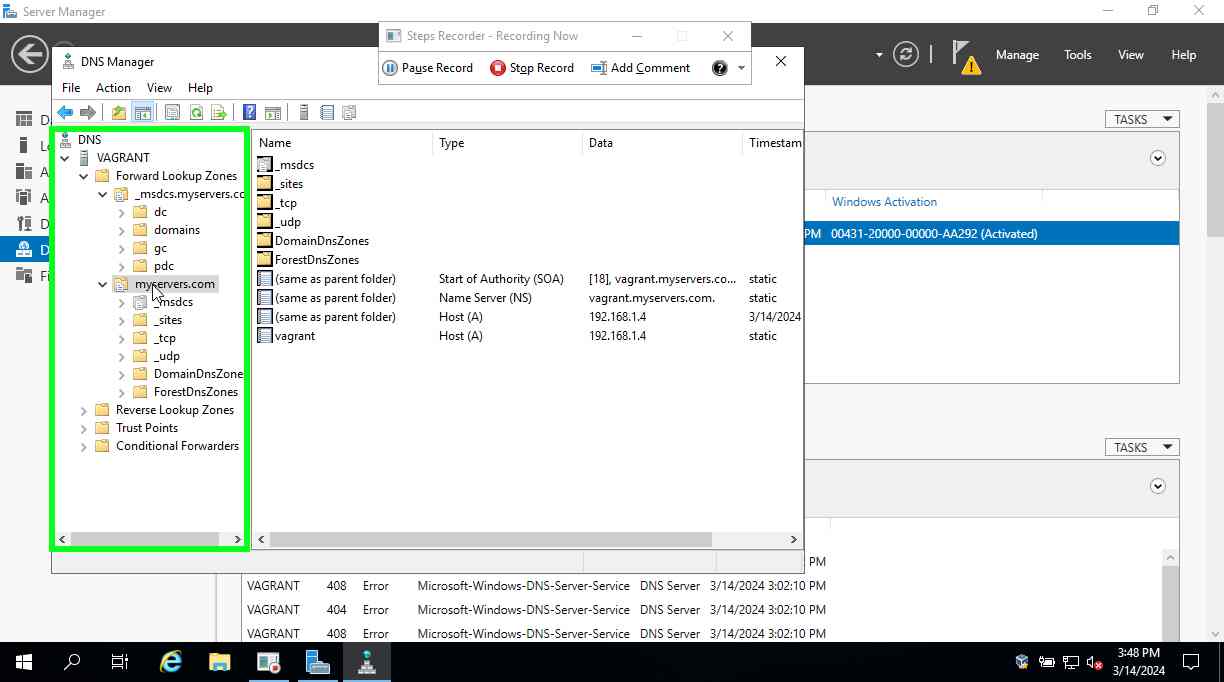 Server Manager
Steps Recorder - Recording Now
Pause Record
Stop Record
Add Comment
Manage
Tools
View
Help
DNS Manager
File
Action
View
Help
DNS
VAGRANT
Forward Lookup Zones
_msdcs.myservers.co
dc
domains
gc
pdc
myservers.com
_msdcs
_sites
_tcp
_udp
DomainDnsZone
ForestDnsZones
Reverse Lookup Zones
Trust Points
Conditional Forwarders
Name Type Data Timestam
_msdcs
_sites
_tcp
_udp
DomainDnsZones
ForestDnsZones
(same as parent folder) Start of Authority (SOA) [18], vagrant.myservers.co... static
(same as parent folder) Name Server (NS) vagrant.myservers.com. static
(same as parent folder) Host (A) 192.168.1.4 3/14/2024
vagrant Host (A) 192.168.1.4 static
TASKS
Windows Activation
PM 00431-20000-00000-AA292 (Activated)
TASKS
PM
VAGRANT 408 Error Microsoft-Windows-DNS-Server-Service DNS Server 3/14/2024 3:02:10 PM
VAGRANT 404 Error Microsoft-Windows-DNS-Server-Service DNS Server 3/14/2024 3:02:10 PM
VAGRANT 408 Error Microsoft-Windows-DNS-Server-Service DNS Server 3/14/2024 3:02:10 PM
3:48 PM
3/14/2024